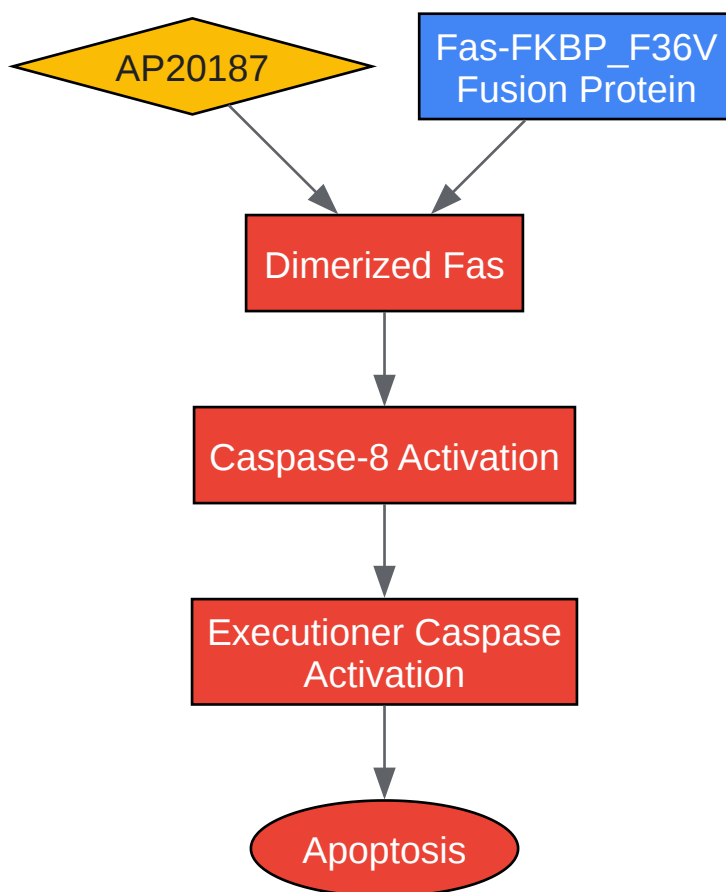 AP20187
Fas-FKBP_F36V
Fusion Protein
Dimerized Fas
Caspase-8 Activation
Executioner Caspase
Activation
Apoptosis